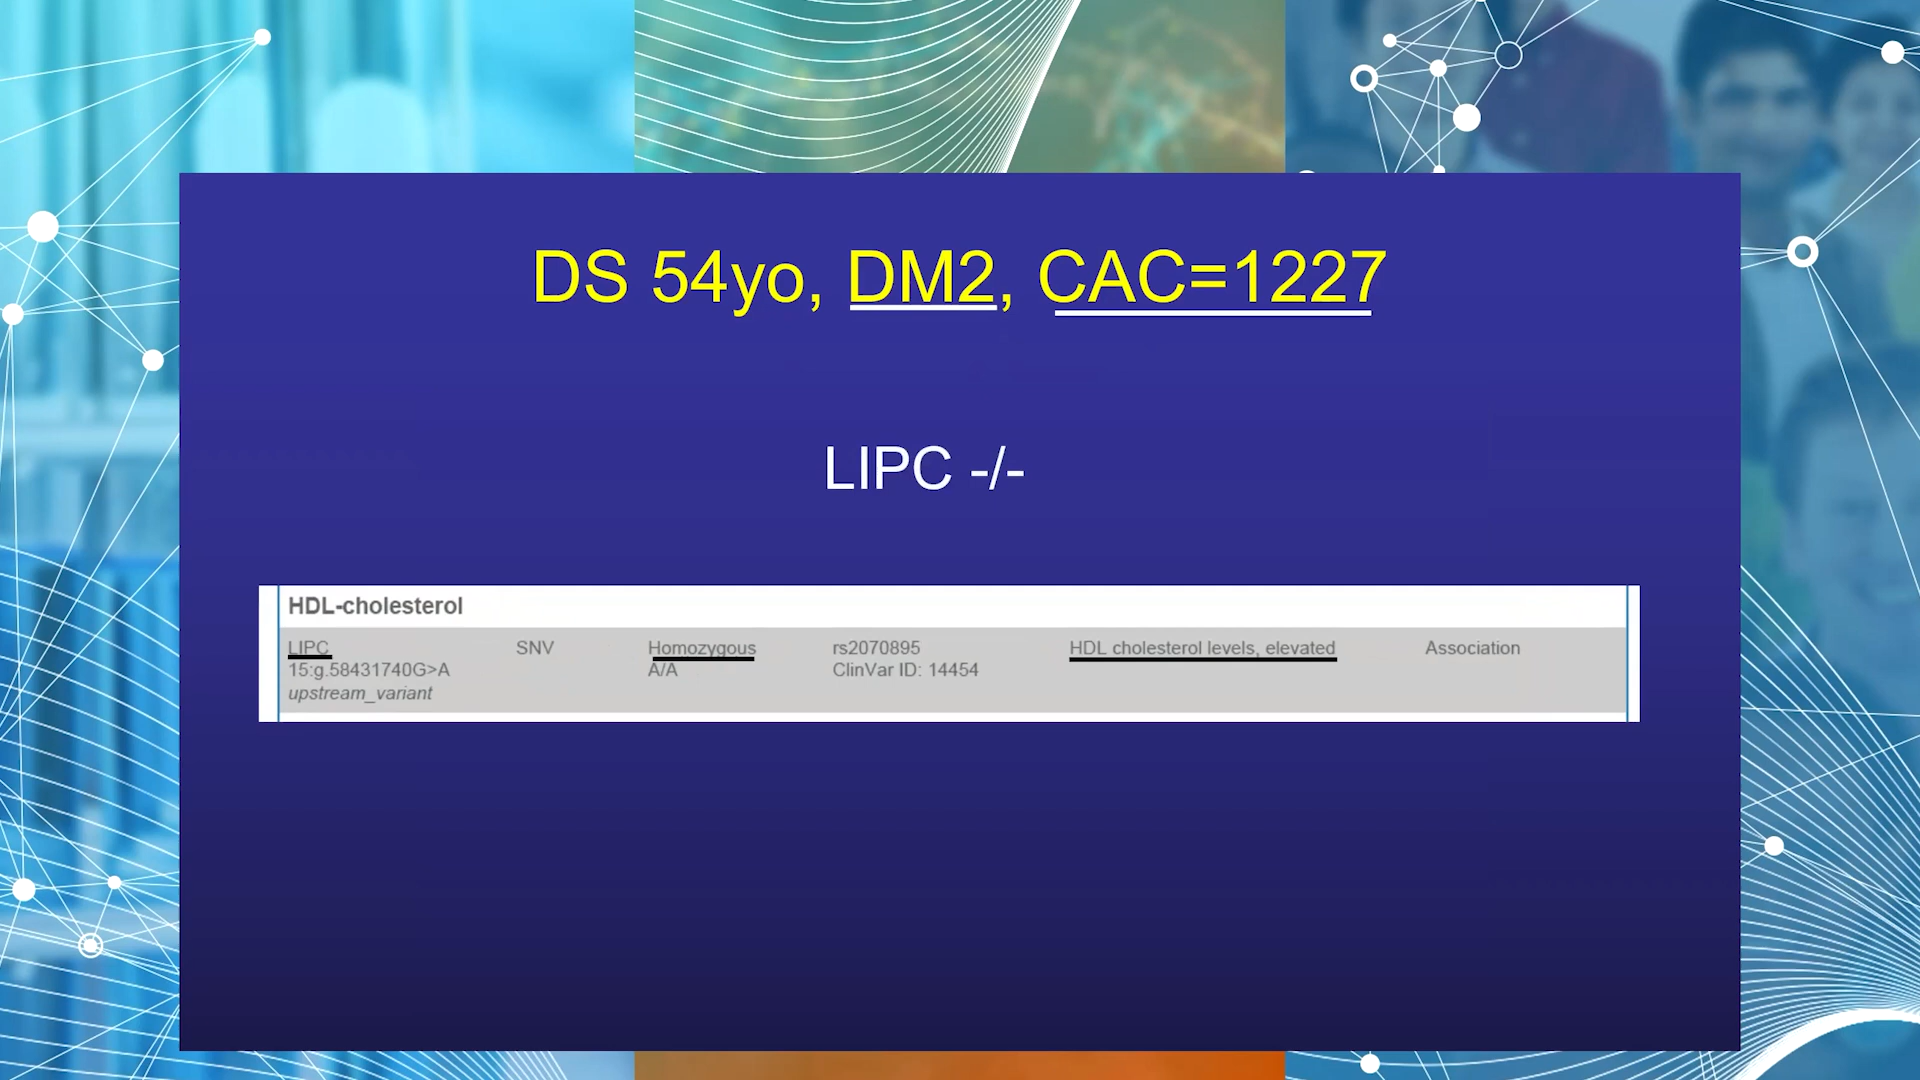 DS 54yo, DM2, CAC=1227
LIPC -/-
HDL-cholesterol
LIPC SNV Homozygous rs2070895 HDL cholesterol levels, elevated Association
15:g.58431740G>A A/A ClinVar ID: 14454
upstream_variant